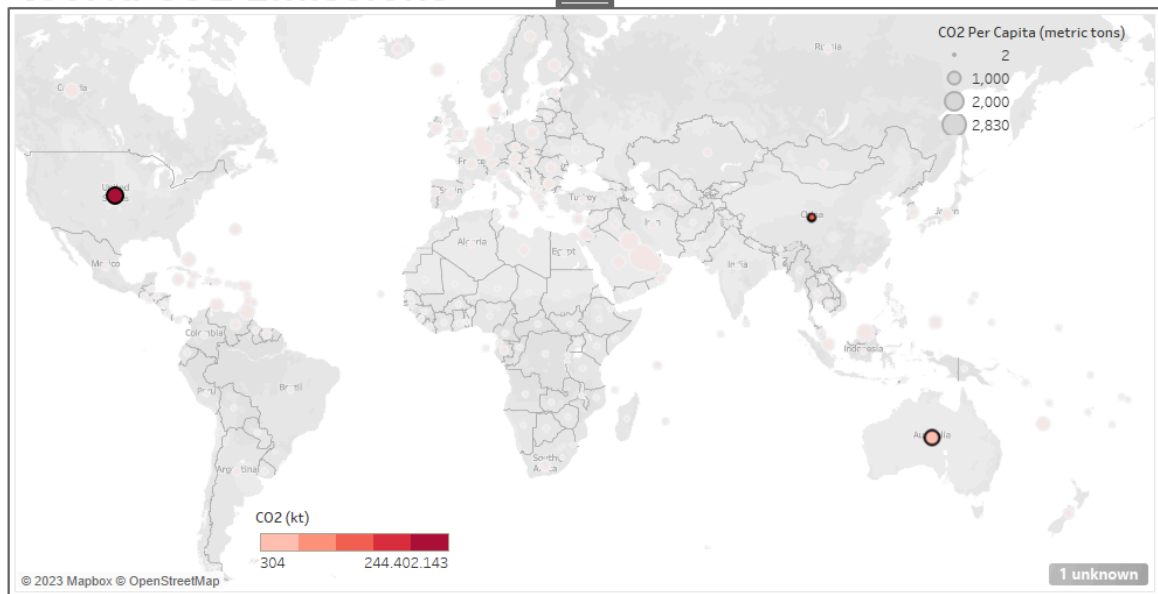 CO2 Per Capita (metric tons)
2
1,000
2,000
2,830
Russia
Canada
United
France
Spain
Turkey
Iran
China
Japan
Algeria
Egypt
India
Mexico
Colombia
Indonesia
Peru
Brazil
South
Africa
Argentina
Australia
CO2 (kt)
304
244.402.143
© 2023 Mapbox © OpenStreetMap
1 unknown